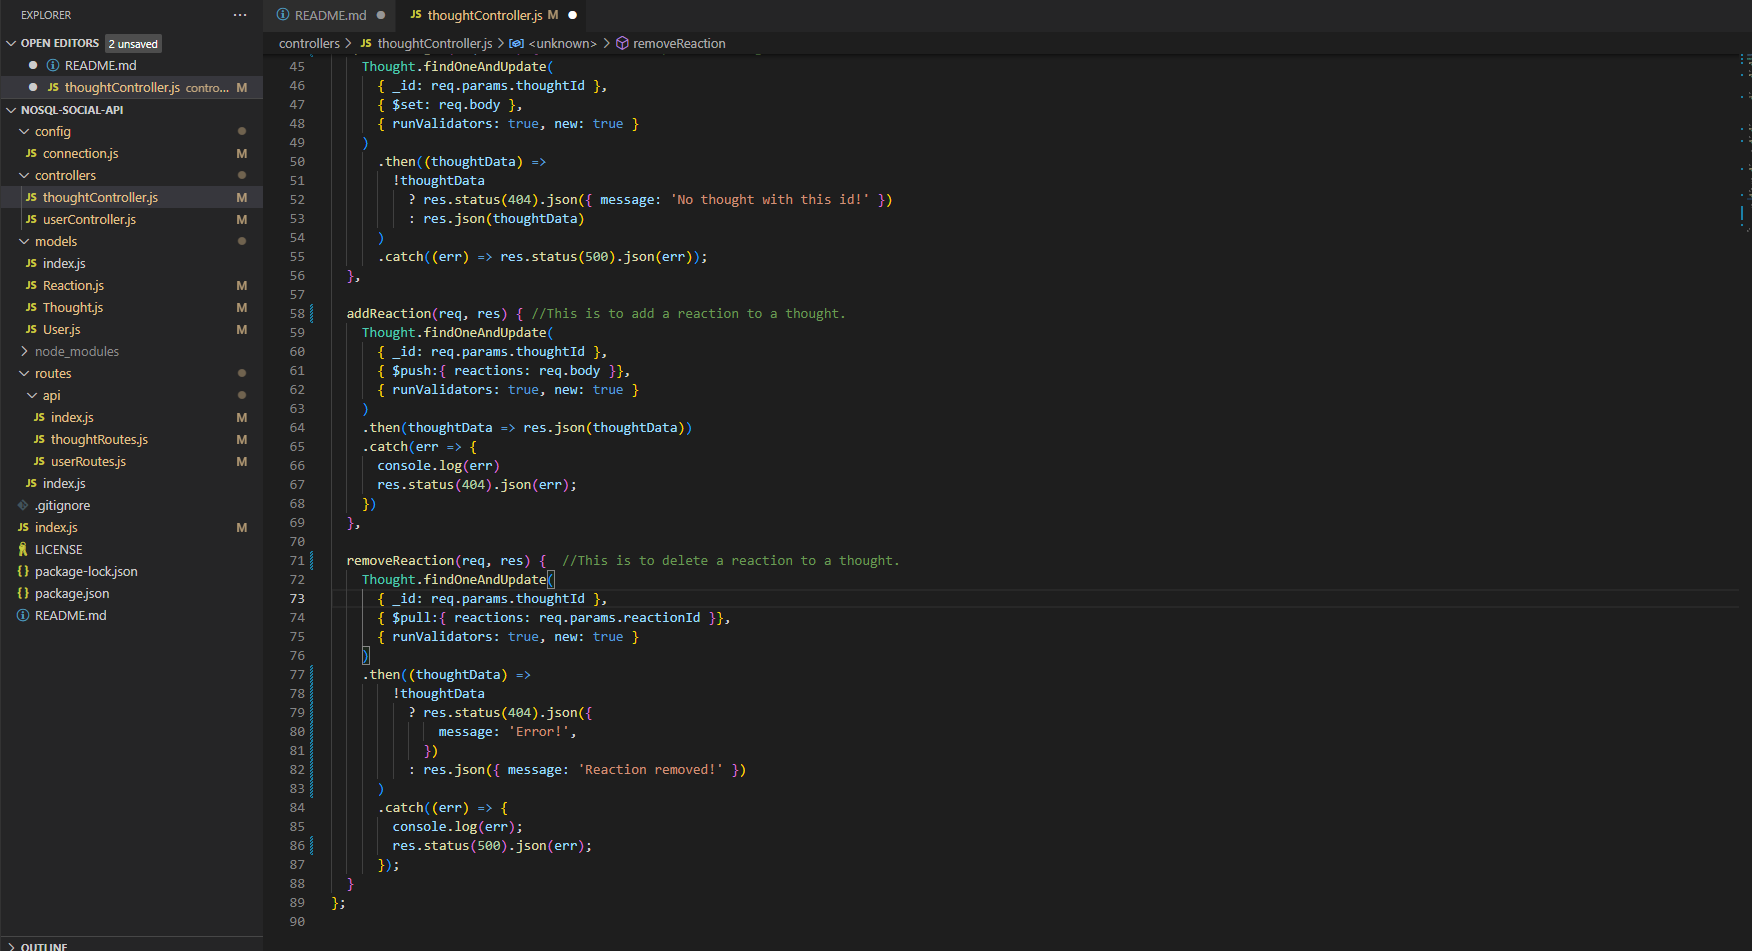 EXPLORER
OPEN EDITORS 2 unsaved
README.md
JS thoughtController.js contro... M
NOSQL-SOCIAL-API
config
JS connection.js M
controllers
JS thoughtController.js M
JS userController.js M
models
JS index.js
JS Reaction.js M
JS Thought.js M
JS User.js M
node_modules
routes
api
JS index.js M
JS thoughtRoutes.js M
JS userRoutes.js M
JS index.js
.gitignore
JS index.js M
LICENSE
{} package-lock.json
{} package.json
README.md
OUTLINE
README.md
JS thoughtController.js M
controllers > JS thoughtController.js > <unknown> > removeReaction
45 Thought.findOneAndUpdate(
46 { _id: req.params.thoughtId },
47 { $set: req.body },
48 { runValidators: true, new: true }
49 )
50 .then((thoughtData) =>
51 !thoughtData
52 ? res.status(404).json({ message: 'No thought with this id!' })
53 : res.json(thoughtData)
54 )
55 .catch((err) => res.status(500).json(err));
56 },
57
58 addReaction(req, res) { //This is to add a reaction to a thought.
59 Thought.findOneAndUpdate(
60 { _id: req.params.thoughtId },
61 { $push:{ reactions: req.body }},
62 { runValidators: true, new: true }
63 )
64 .then(thoughtData => res.json(thoughtData))
65 .catch(err => {
66 console.log(err)
67 res.status(404).json(err);
68 })
69 },
70
71 removeReaction(req, res) { //This is to delete a reaction to a thought.
72 Thought.findOneAndUpdate(
73 { _id: req.params.thoughtId },
74 { $pull:{ reactions: req.params.reactionId }},
75 { runValidators: true, new: true }
76 )
77 .then((thoughtData) =>
78 !thoughtData
79 ? res.status(404).json({
80 message: 'Error!',
81 })
82 : res.json({ message: 'Reaction removed!' })
83 )
84 .catch((err) => {
85 console.log(err);
86 res.status(500).json(err);
87 });
88 }
89 };
90